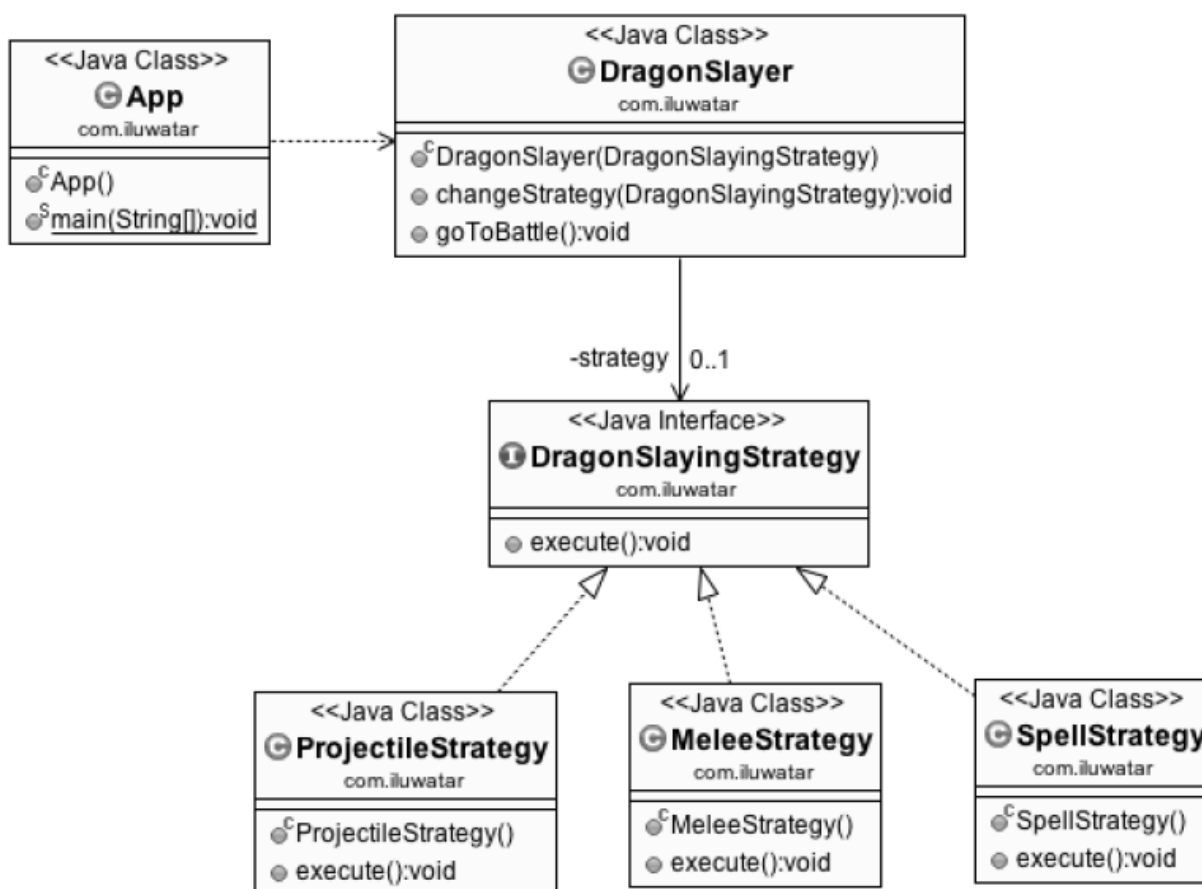 <<Java Class>>
App
com.iluwatar
App()
main(String[]):void
<<Java Class>>
DragonSlayer
com.iluwatar
DragonSlayer(DragonSlayingStrategy)
changeStrategy(DragonSlayingStrategy):void
goToBattle():void
-strategy 0..1
<<Java Interface>>
DragonSlayingStrategy
com.iluwatar
execute():void
<<Java Class>>
ProjectileStrategy
com.iluwatar
ProjectileStrategy()
execute():void
<<Java Class>>
MeleeStrategy
com.iluwatar
MeleeStrategy()
execute():void
<<Java Class>>
SpellStrategy
com.iluwatar
SpellStrategy()
execute():void